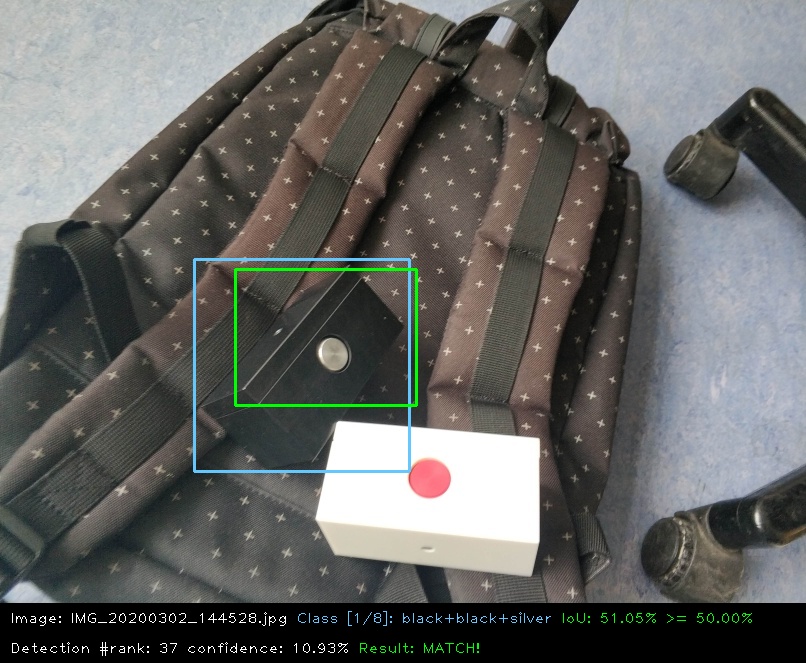 Image: IMG_20200302_144528.jpg Class [1/8]: black+black+silver IoU: 51.05% >= 50.00%
Detection #rank: 37 confidence: 10.93% Result: MATCH!